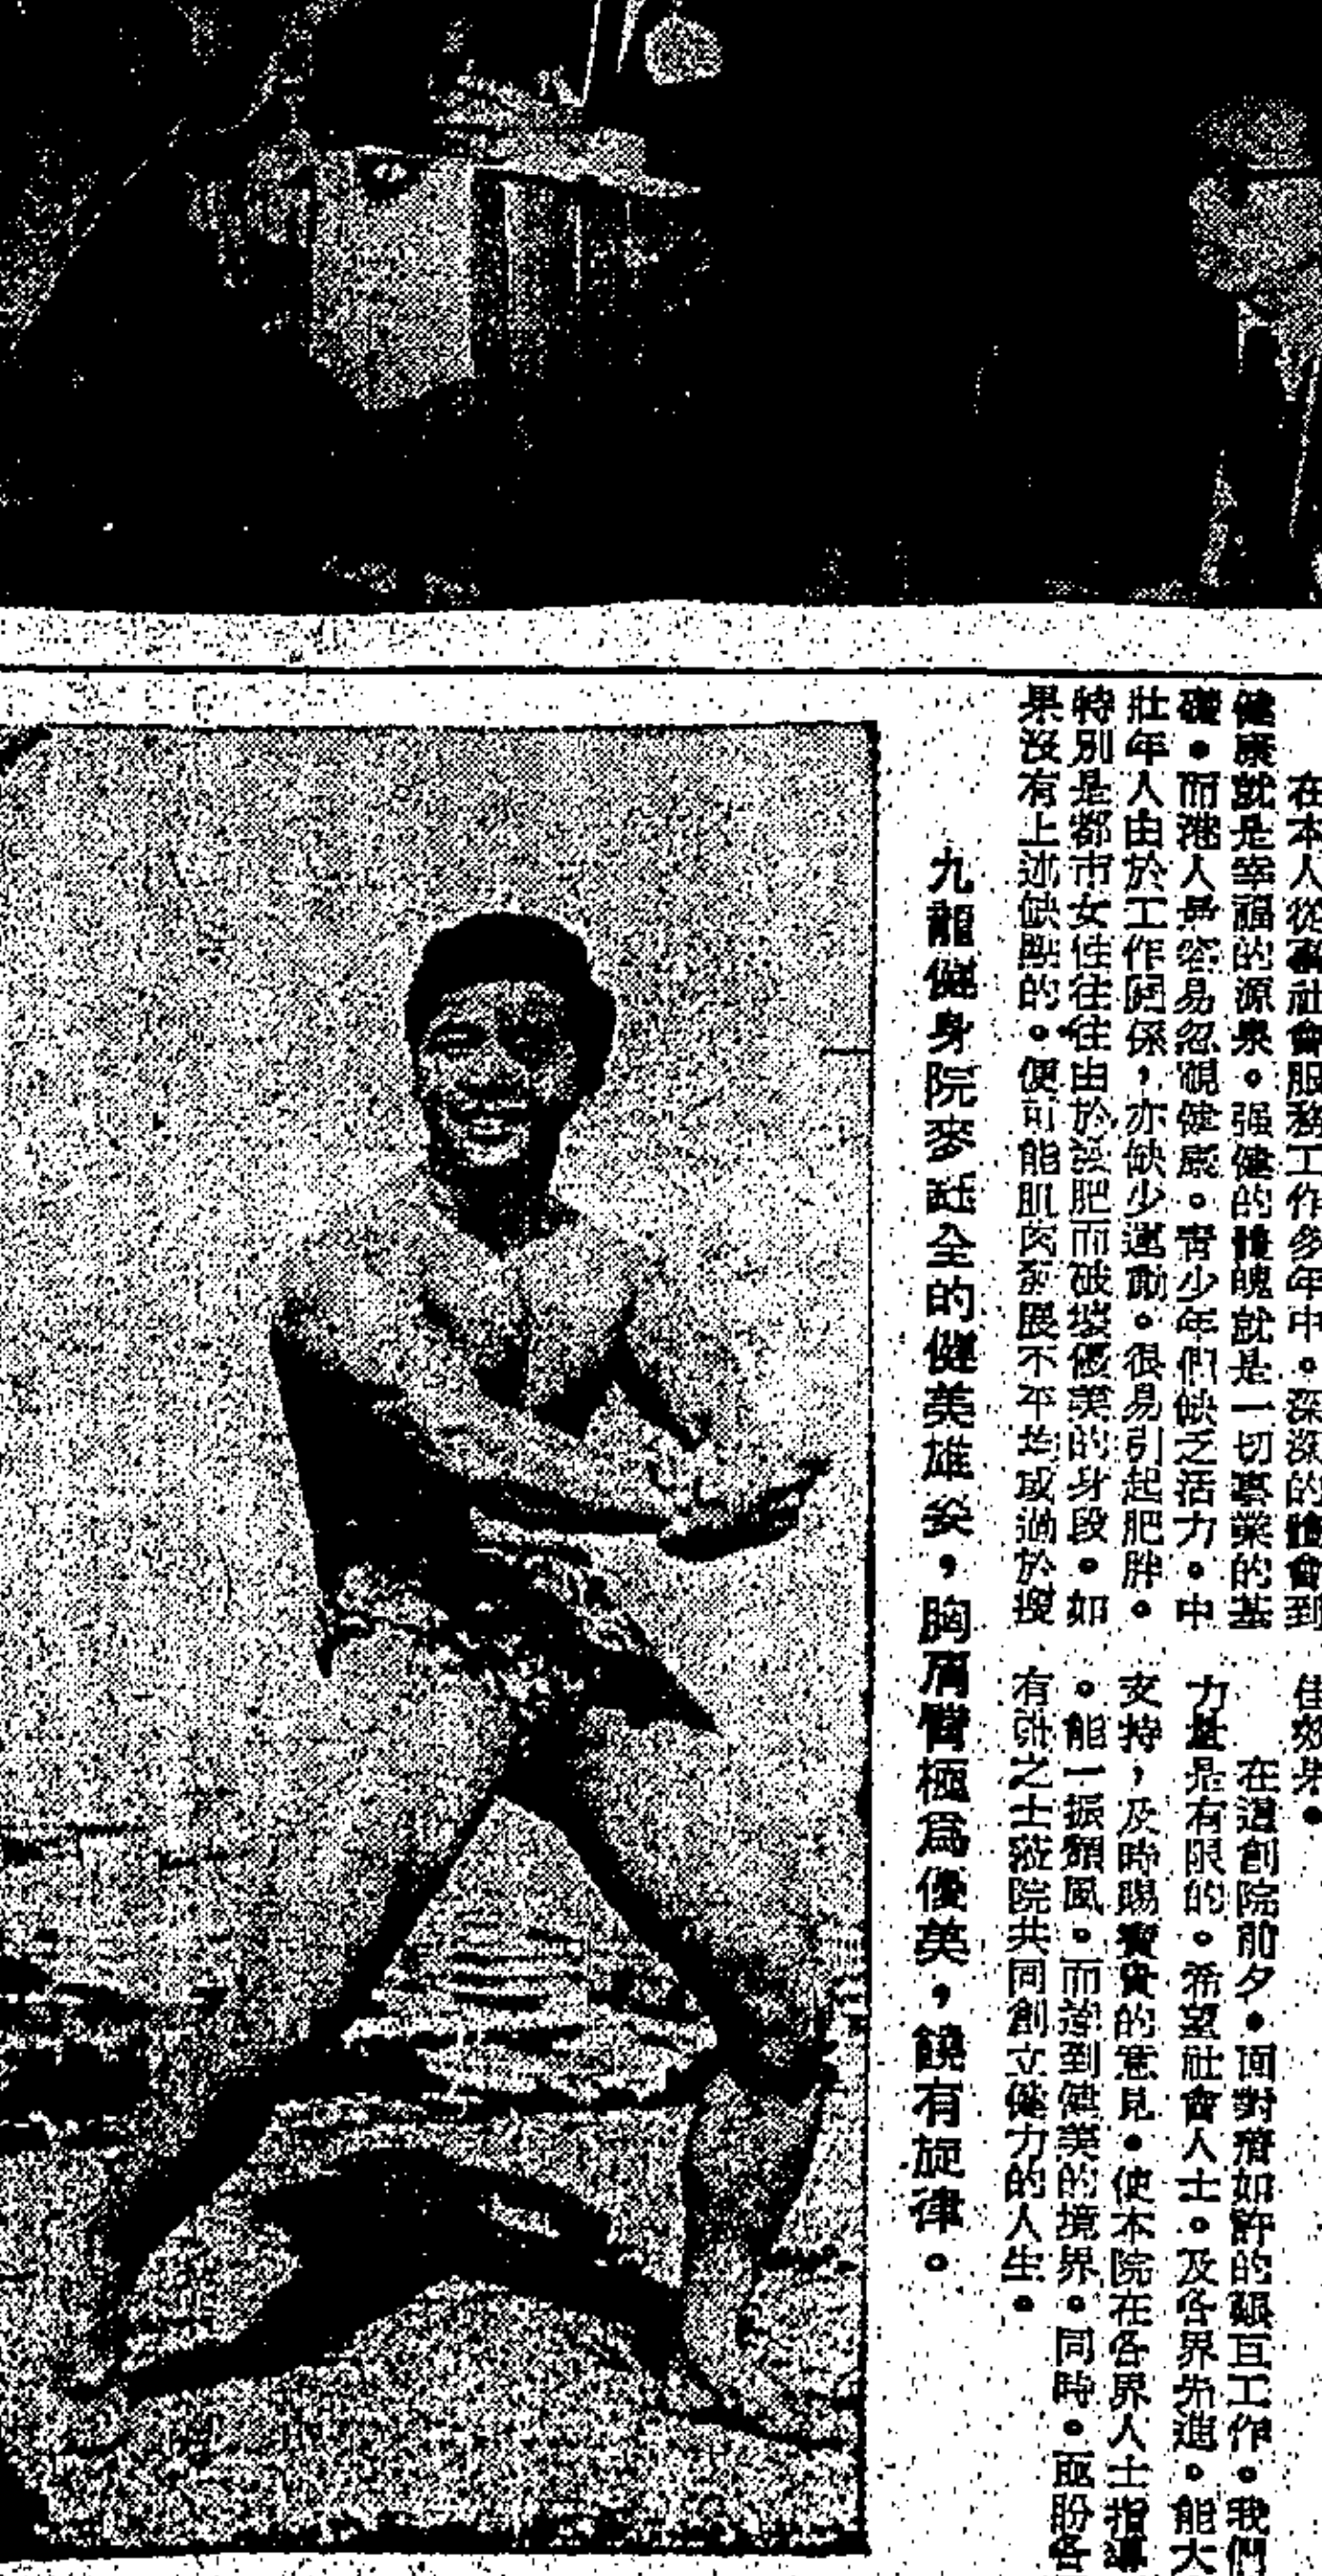 在本人從事社會服務工作多年中。深深的體會到
健康就是幸福的源泉。强健的體魄就是一切事業的基
礎。而港人最容易忽視健康。青少年們缺乏活力。中
壯年人由於工作關係,亦缺少運動。很易引起肥胖。
特別是都市女性往往由於 肥而破壞優美的身段。如
果沒有上述缺點的。便可能肌肉發展不平均或過於瘦
佳效果。
在這創院前夕。面對着如許的艱亘工作。我們
力量是有限的。希望社會人士。及各界先進。能大
支持,及時賜寶貴的意見。使本院在各界人士指導
。能一振頹風。而達到健美的境界。同時。亟盼各
有 之士蒞院共同創立健力的人生。
九龍健身院麥 全的健美雄姿,胸肩臂極爲優美,饒有旋律。